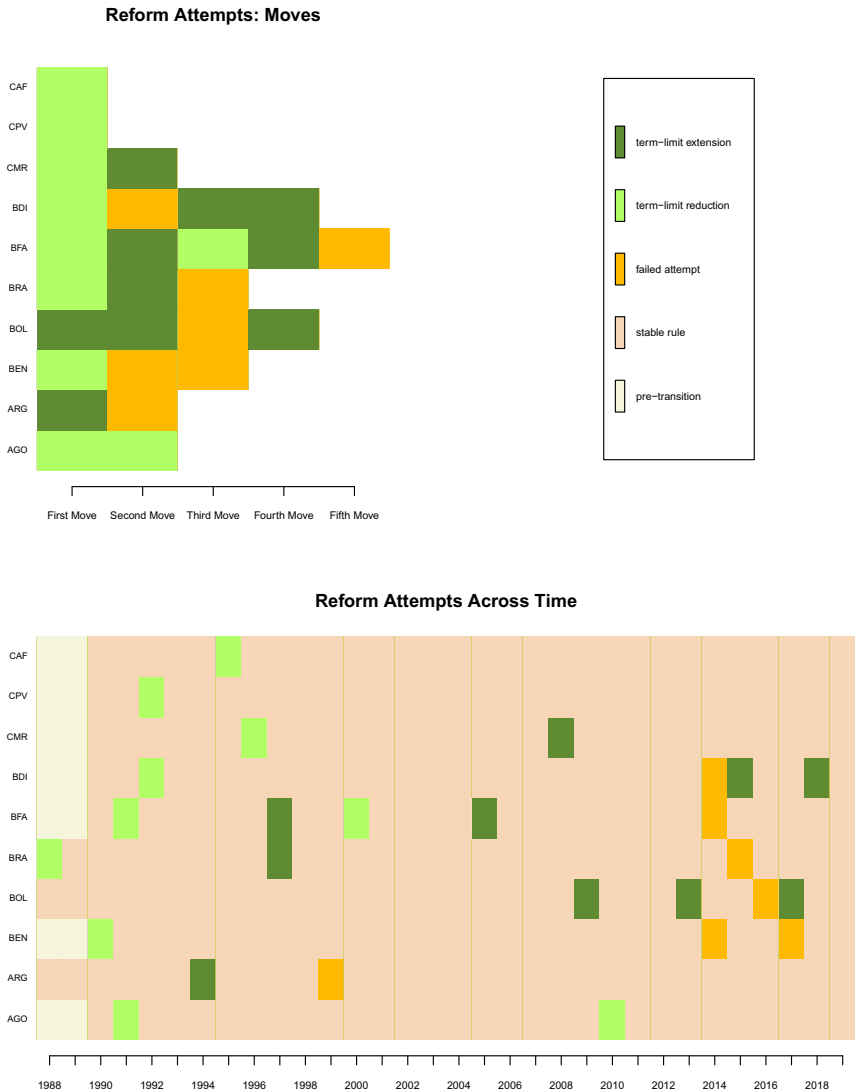 Reform Attempts: Moves
CAF
CPV
CMR
BDI
BFA
BRA
BOL
BEN
ARG
AGO
First Move Second Move Third Move Fourth Move Fifth Move
term−limit extension
term−limit reduction
failed attempt
stable rule
pre−transition
Reform Attempts Across Time
CAF
CPV
CMR
BDI
BFA
BRA
BOL
BEN
ARG
AGO
1988 1990 1992 1994 1996 1998 2000 2002 2004 2006 2008 2010 2012 2014 2016 2018